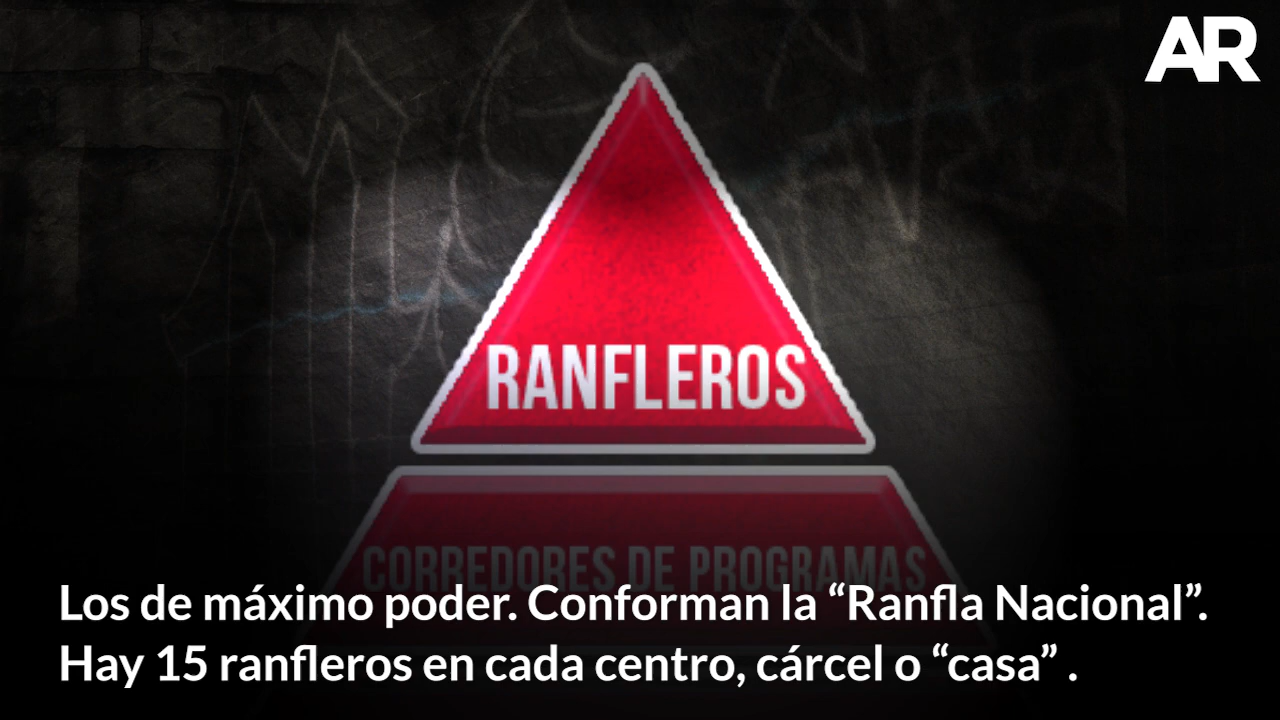 AR
RANFLEROS
CORREDORES DE PROGRAMAS
Los de máximo poder. Conforman la “Ranfla Nacional”.
Hay 15 ranfleros en cada centro, cárcel o “casa” .